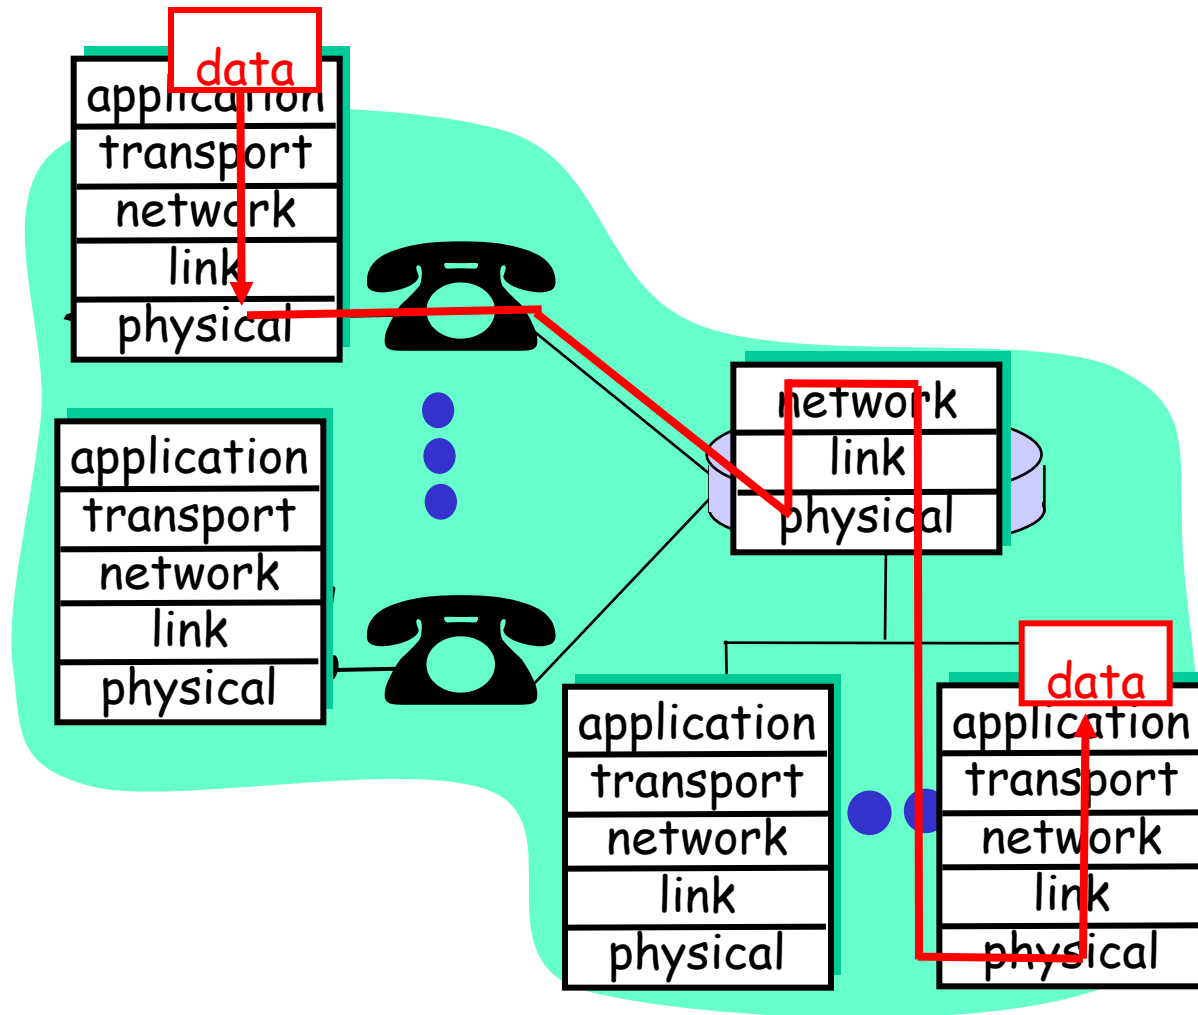 data
application
transport
network
link
physical
application
transport
network
link
physical
network
link
physical
application
transport
network
link
physical
data
application
transport
network
link
physical